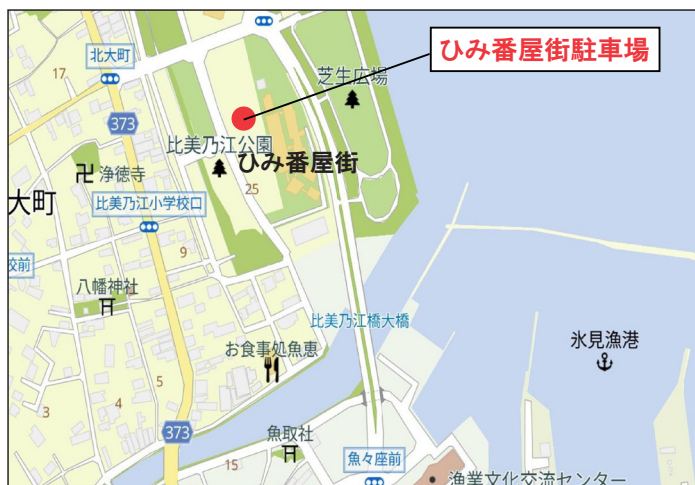 ひみ番屋街駐車場
北大町
17
芝生広場
373
比美乃江公園
ひみ番屋街
卍浄徳寺
25
大町
比美乃江小学校口
9
校前
八幡神社
比美乃江橋大橋
氷見漁港
お食事処魚恵
5
4
3
373
魚取社
15
魚々座前
漁業文化交流センター